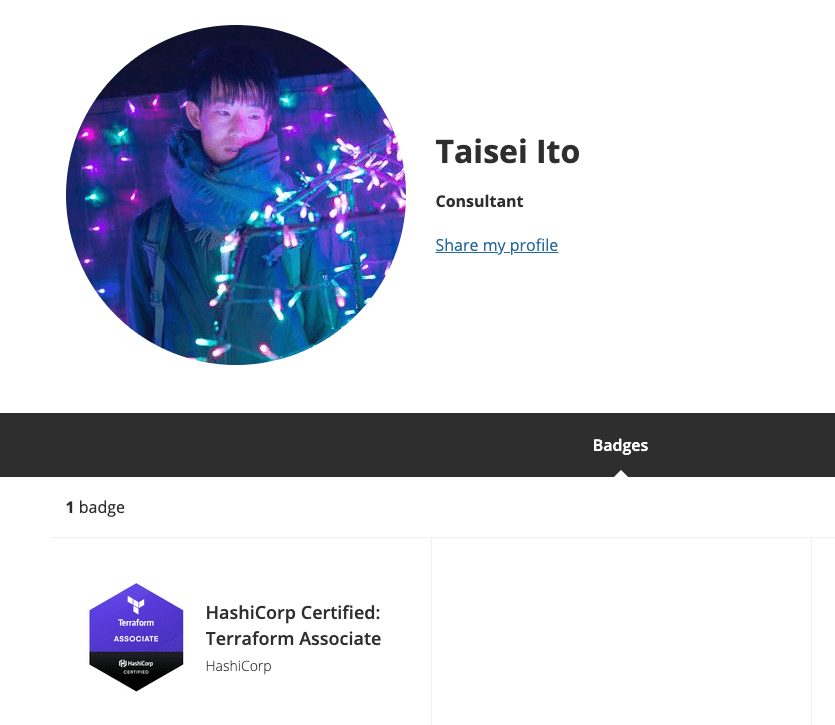 Taisei Ito
Consultant
Share my profile
Badges
1 badge
Terraform
ASSOCIATE
HashiCorp
CERTIFIED
HashiCorp Certified:
Terraform Associate
HashiCorp